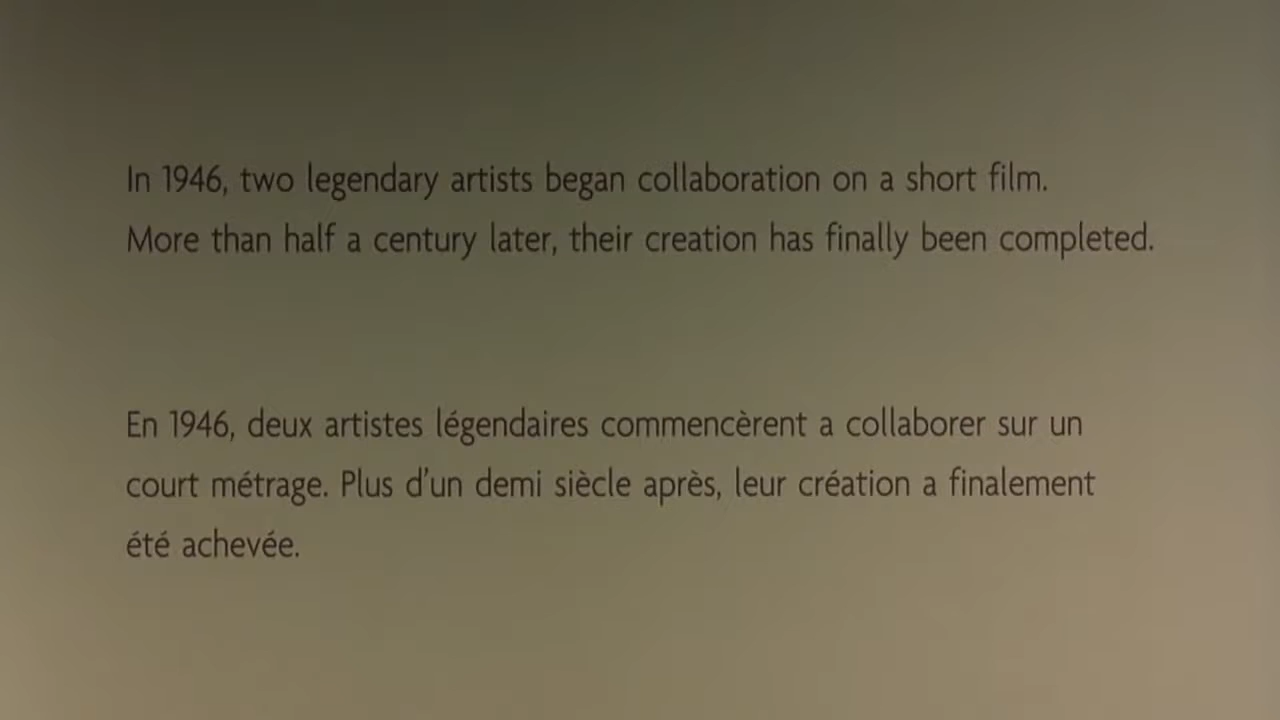 In 1946, two legendary artists began collaboration on a short film.
More than half a century later, their creation has finally been completed.
En 1946, deux artistes légendaires commencèrent a collaborer sur un
court métrage. Plus d'un demi siècle après, leur création a finalement
été achevée.